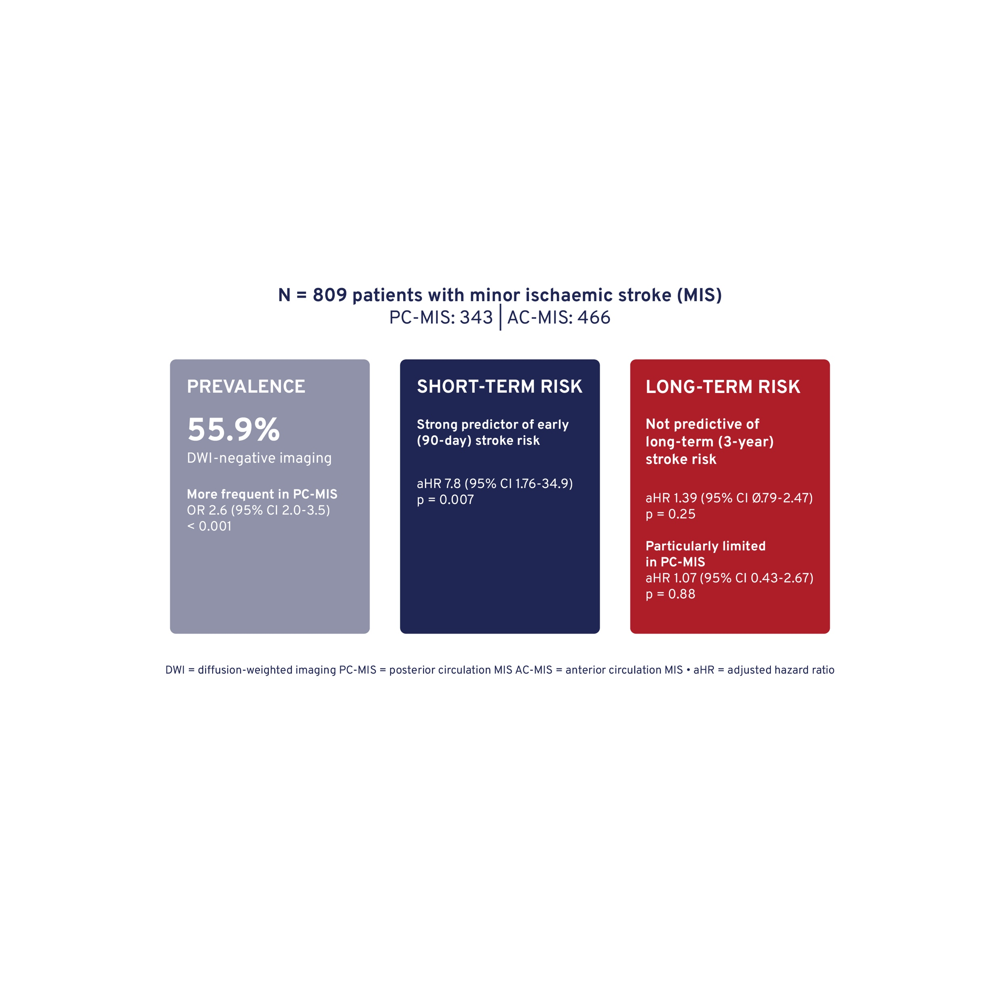 N = 809 patients with minor ischaemic stroke (MIS)
PC-MIS: 343 | AC-MIS: 466
PREVALENCE
55.9%
DWI-negative imaging
More frequent in PC-MIS
OR 2.6 (95% CI 2.0-3.5)
< 0.001
SHORT-TERM RISK
Strong predictor of early
(90-day) stroke risk
aHR 7.8 (95% CI 1.76-34.9)
p = 0.007
LONG-TERM RISK
Not predictive of
long-term (3-year)
stroke risk
aHR 1.39 (95% CI Ø.79-2.47)
p = 0.25
Particularly limited
in PC-MIS
aHR 1.07 (95% CI 0.43-2.67)
p = 0.88
DWI = diffusion-weighted imaging PC-MIS = posterior circulation MIS AC-MIS = anterior circulation MIS • aHR = adjusted hazard ratio